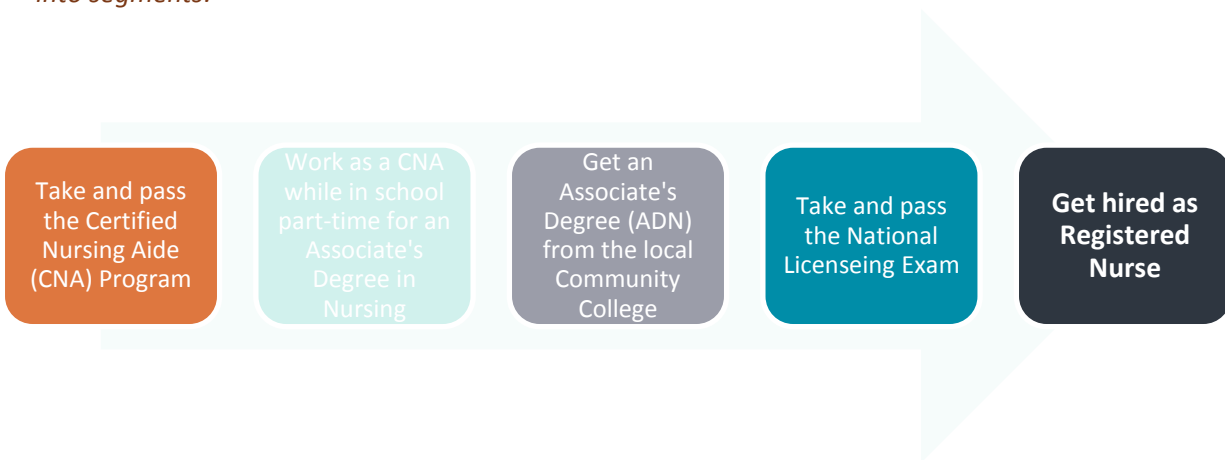 into segments.
Take and pass
the Certified
Nursing Aide
(CNA) Program
Work as a CNA
while in school
part-time for an
Associate's
Degree in
Nursing
Get an
Associate's
Degree (ADN)
from the local
Community
College
Take and pass
the National
Licenseing Exam
Get hired as
Registered
Nurse